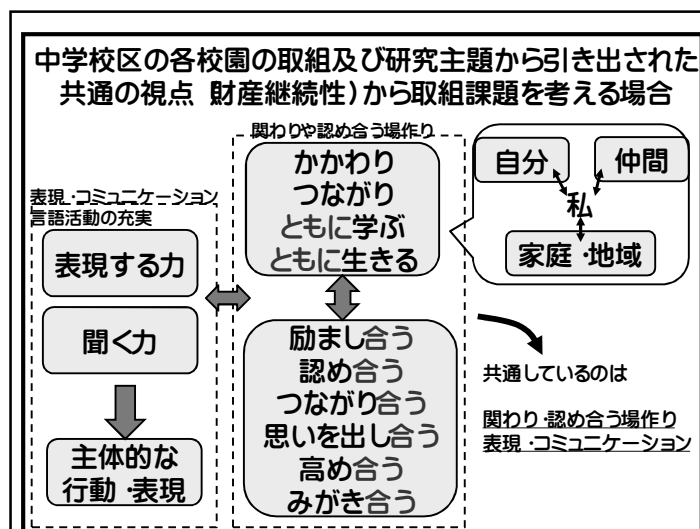 中学校区の各校園の取組及び研究主題から引き出された
共通の視点 財産継続性)から取組課題を考える場合
表現・コミュニケーション
言語活動の充実
表現する力
聞く力
主体的な
行動・表現
関わりや認め合う場作り
かかわり
つながり
ともに学ぶ
ともに生きる
励まし合う
認め合う
つながり合う
思いを出し合う
高め合う
みがき合う
自分
仲間
私
家庭・地域
共通しているのは
関わり・認め合う場作り
表現・コミュニケーション